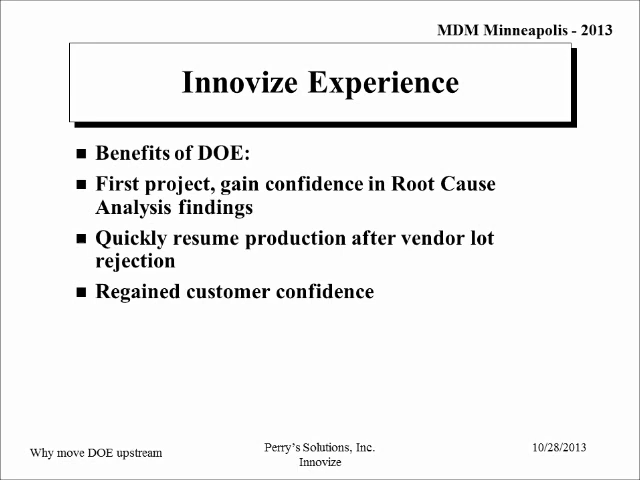 MDM Minneapolis - 2013
Innovize Experience
Benefits of DOE:
First project, gain confidence in Root Cause
Analysis findings
Quickly resume production after vendor lot
rejection
Regained customer confidence
Why move DOE upstream
Perry's Solutions, Inc.
Innovize
10/28/2013